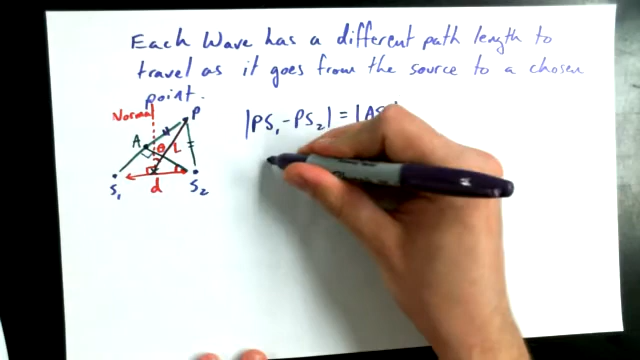 Each Wave has a different path length to
travel as it goes from the source to a chosen
point.
Normal
P
|PS₁-PS₂| = |AS
A
θ
L
S₁
d
S₂